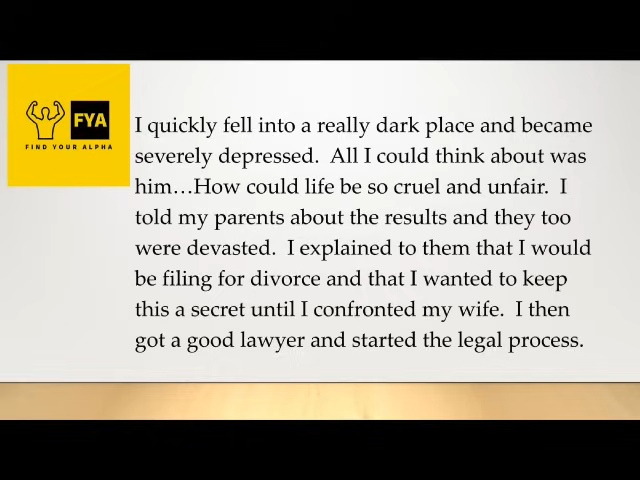 FYA
FIND YOUR ALPHA
I quickly fell into a really dark place and became
severely depressed.  All I could think about was
him…How could life be so cruel and unfair.  I
told my parents about the results and they too
were devasted.  I explained to them that I would
be filing for divorce and that I wanted to keep
this a secret until I confronted my wife.  I then
got a good lawyer and started the legal process.